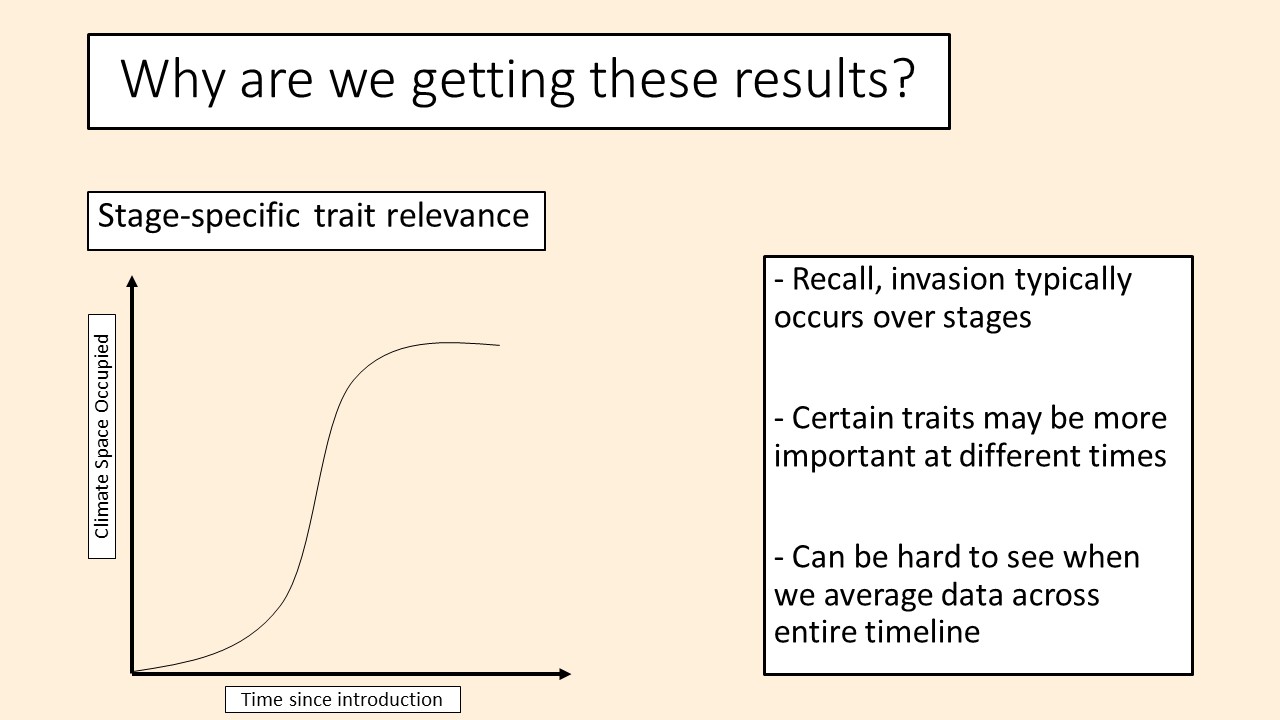 Why are we getting these results?
Stage-specific trait relevance
Climate Space Occupied
Time since introduction
- Recall, invasion typically
occurs over stages
- Certain traits may be more
important at different times
- Can be hard to see when
we average data across
entire timeline